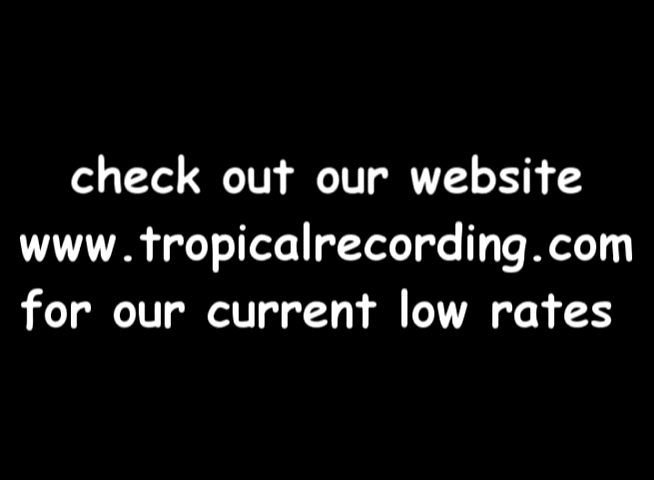 check out our website
www.tropicalrecording.com
for our current low rates